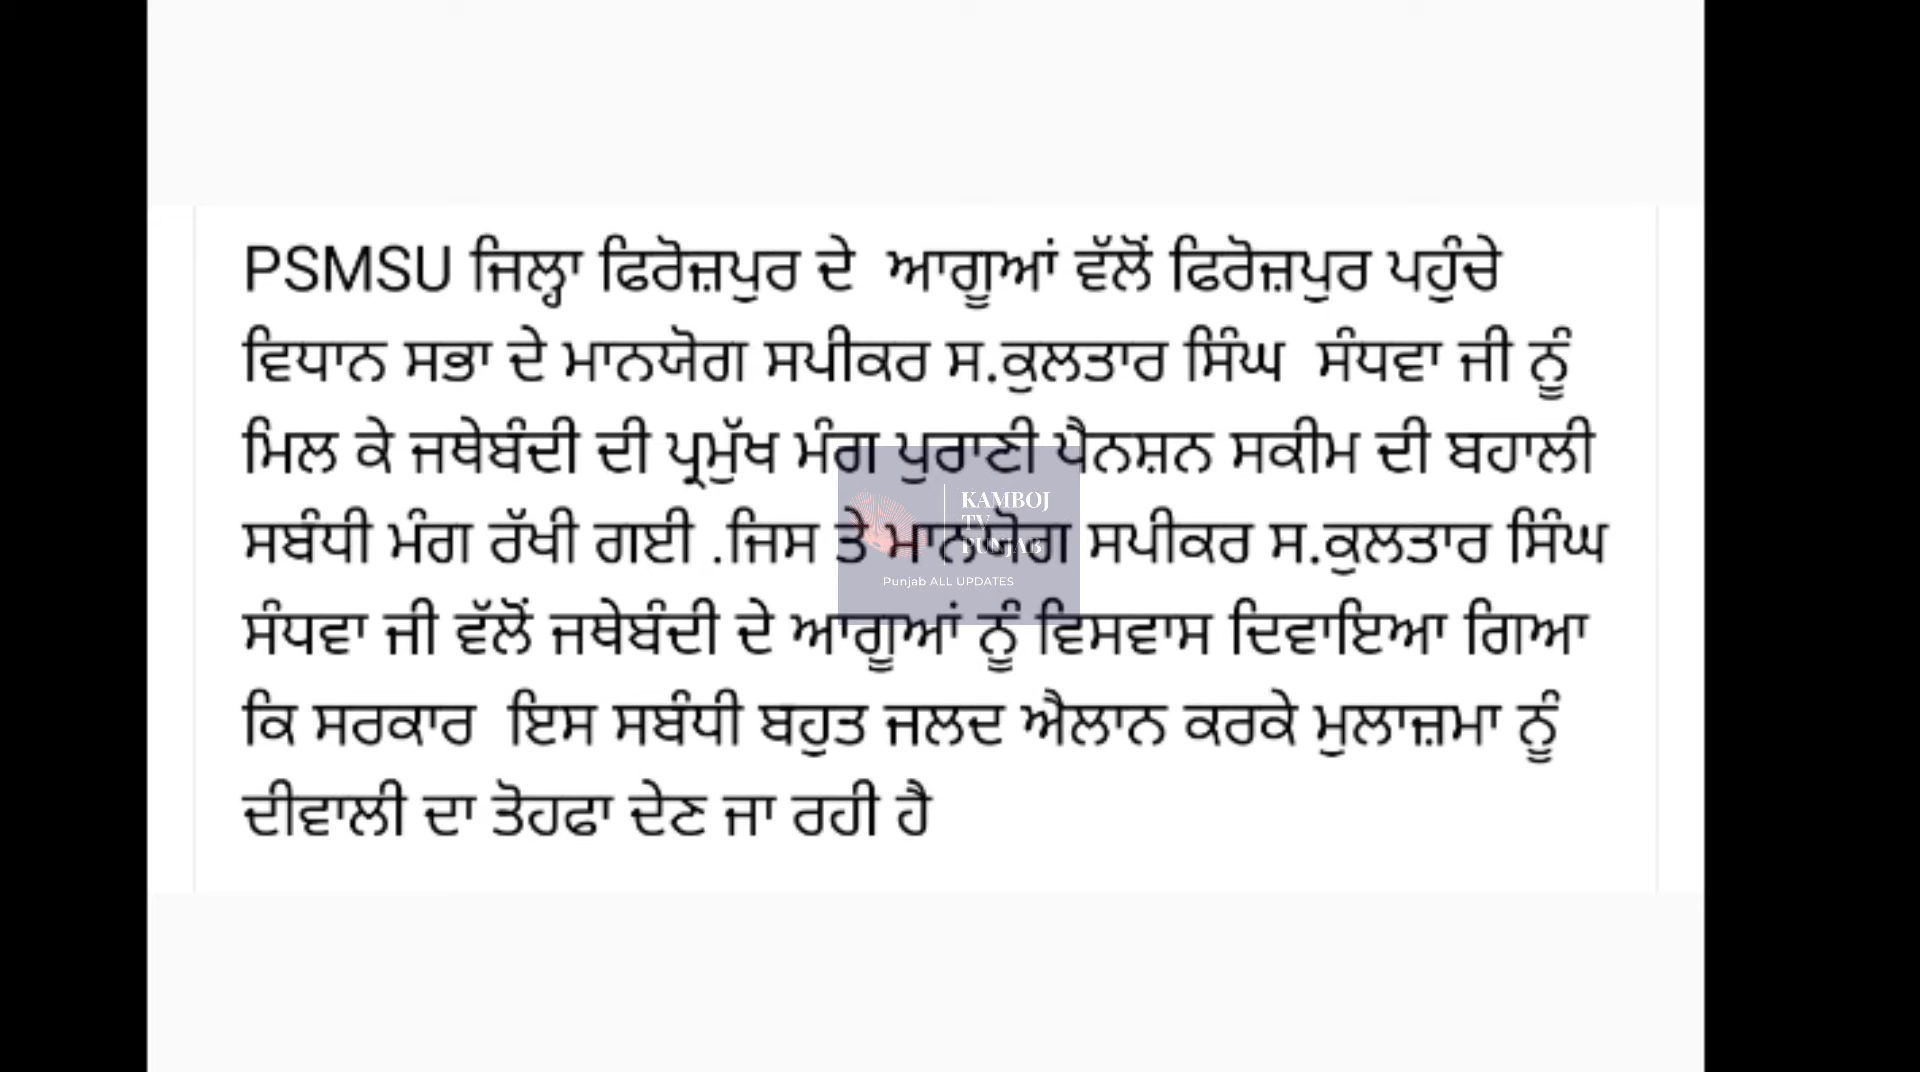 PSMSU ਜਿਲ੍ਹਾ ਫਿਰੋਜ਼ਪੁਰ ਦੇ ਆਗੂਆਂ ਵੱਲੋਂ ਫਿਰੋਜ਼ਪੁਰ ਪਹੁੰਚੇ
ਵਿਧਾਨ ਸਭਾ ਦੇ ਮਾਨਯੋਗ ਸਪੀਕਰ ਸ.ਕੁਲਤਾਰ ਸਿੰਘ ਸੰਧਵਾ ਜੀ ਨੂੰ
ਮਿਲ ਕੇ ਜਥੇਬੰਦੀ ਦੀ ਪ੍ਰਮੁੱਖ ਮੰਗ ਪੁਰਾਣੀ ਪੈਨਸ਼ਨ ਸਕੀਮ ਦੀ ਬਹਾਲੀ
ਸਬੰਧੀ ਮੰਗ ਰੱਖੀ ਗਈ .ਜਿਸ ਤੇ ਮਾਨਯੋਗ ਸਪੀਕਰ ਸ.ਕੁਲਤਾਰ ਸਿੰਘ
ਸੰਧਵਾ ਜੀ ਵੱਲੋਂ ਜਥੇਬੰਦੀ ਦੇ ਆਗੂਆਂ ਨੂੰ ਵਿਸਵਾਸ ਦਿਵਾਇਆ ਗਿਆ
ਕਿ ਸਰਕਾਰ ਇਸ ਸਬੰਧੀ ਬਹੁਤ ਜਲਦ ਐਲਾਨ ਕਰਕੇ ਮੁਲਾਜ਼ਮਾ ਨੂੰ
ਦੀਵਾਲੀ ਦਾ ਤੋਹਫਾ ਦੇਣ ਜਾ ਰਹੀ ਹੈ
KAMBOJ
TV
PUNJAB
Punjab ALL UPDATES